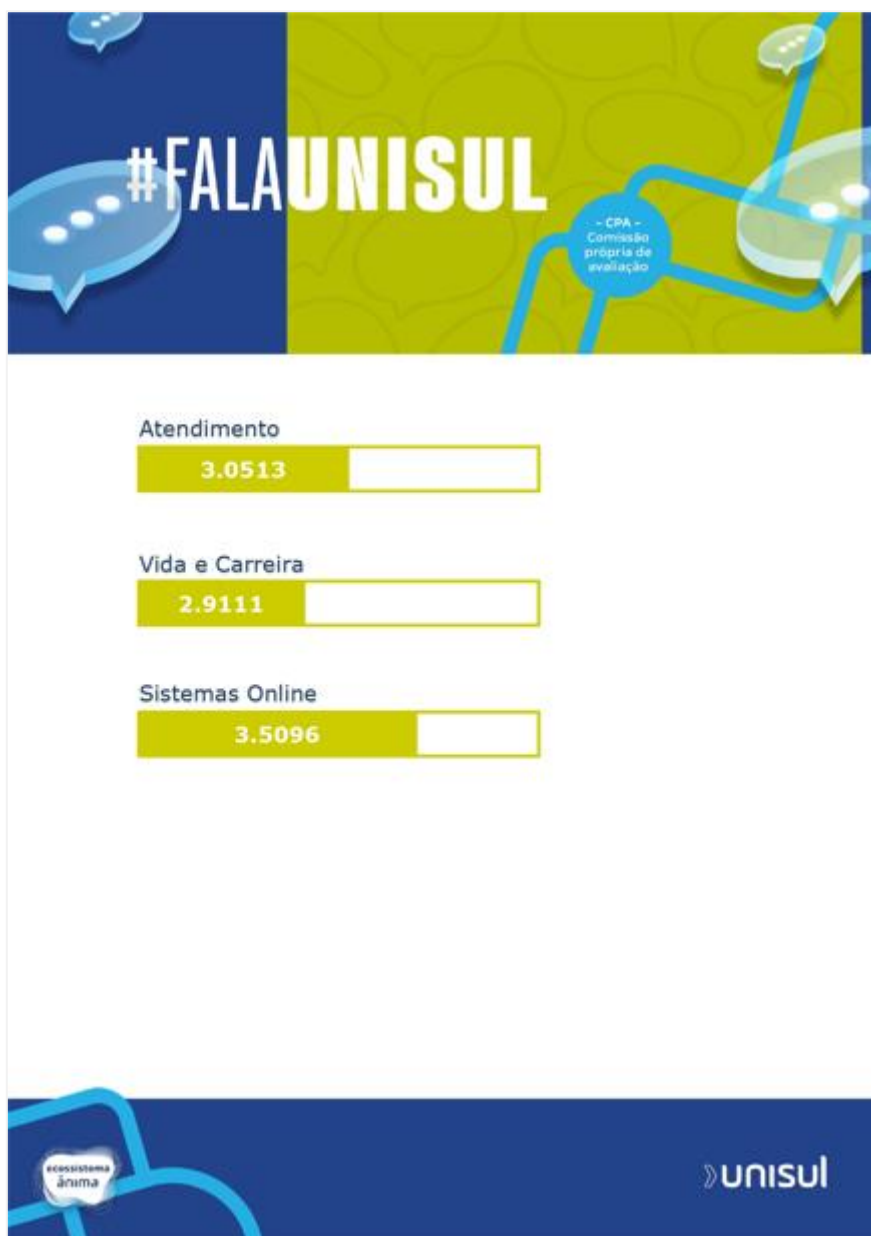 #FALAUNISUL
- CPA -
Comissão
própria de
avaliação
Atendimento
3.0513
Vida e Carreira
2.9111
Sistemas Online
3.5096
ecossistema
ânima
unisul